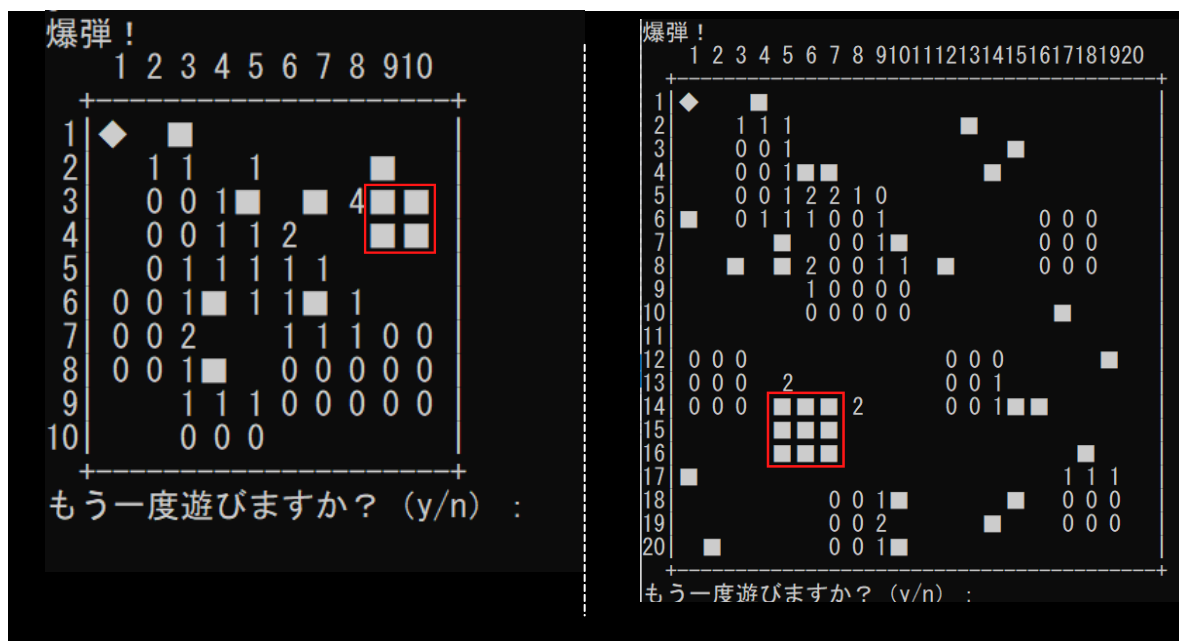 爆弾！
1 2 3 4 5 6 7 8 910
1|◆ ■ |
2| 1 1 1 ■ |
3| 0 0 1■ ■ 4■■ |
4| 0 0 1 1 2 ■■ |
5| 0 1 1 1 1 1 |
6| 0 0 1■ 1 1■ 1 |
7| 0 0 2 1 1 1 0 0 |
8| 0 0 1■ 0 0 0 0 0 |
9| 1 1 1 0 0 0 0 0 |
10| 0 0 0 |
もう一度遊びますか？（y/n）：
爆弾！
1 2 3 4 5 6 7 8 91011121314151617181920
1|◆ ■ |
2| 1 1 1 ■ |
3| 0 0 1 ■ |
4| 0 0 1■■ ■ |
5| 0 0 1 2 2 1 0 |
6|■ 0 1 1 1 0 0 1 0 0 0 |
7| ■ 0 0 1■ 0 0 0 |
8| ■ ■ 2 0 0 1 1 ■ 0 0 0 |
9| 1 0 0 0 0 |
10| 0 0 0 0 0 ■ |
11| |
12| 0 0 0 0 0 0 ■ |
13| 0 0 0 2 0 0 1 |
14| 0 0 0 ■■■ 2 0 0 1■■ |
15| ■■■ |
16| ■■■ ■ |
17|■ 1 1 1 |
18| 0 0 1■ ■ 0 0 0 |
19| 0 0 2 ■ 0 0 0 |
20| ■ 0 0 1■ |
もう一度遊びますか？（y/n）：